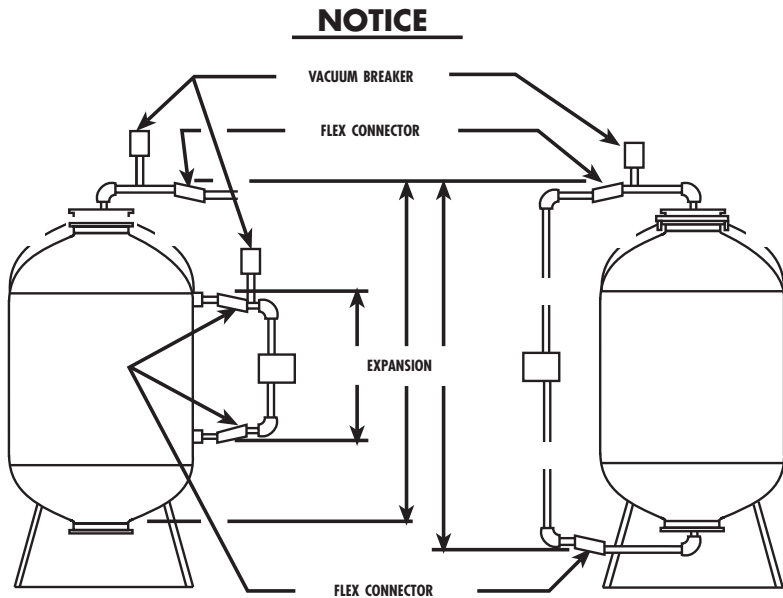 NOTICE
VACUUM BREAKER
FLEX CONNECTOR
EXPANSION
FLEX CONNECTOR